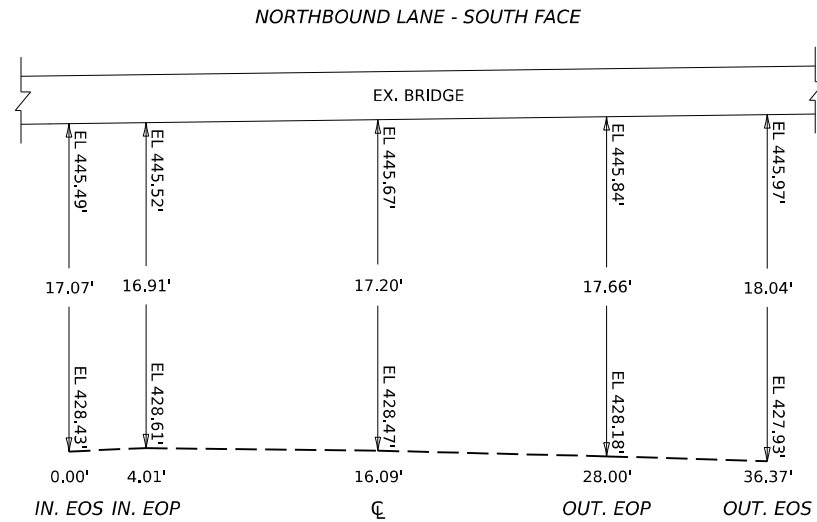 NORTHBOUND LANE - SOUTH FACE
EX. BRIDGE
EL 445.49'
EL 445.52'
EL 445.67'
EL 445.84'
EL 445.97'
17.07' 16.91' 17.20' 17.66' 18.04'
EL 428.43'
EL 428.61'
EL 428.47'
EL 428.18'
EL 427.93'
0.00' 4.01' 16.09' 28.00' 36.37'
IN. EOS IN. EOP ℄ OUT. EOP OUT. EOS